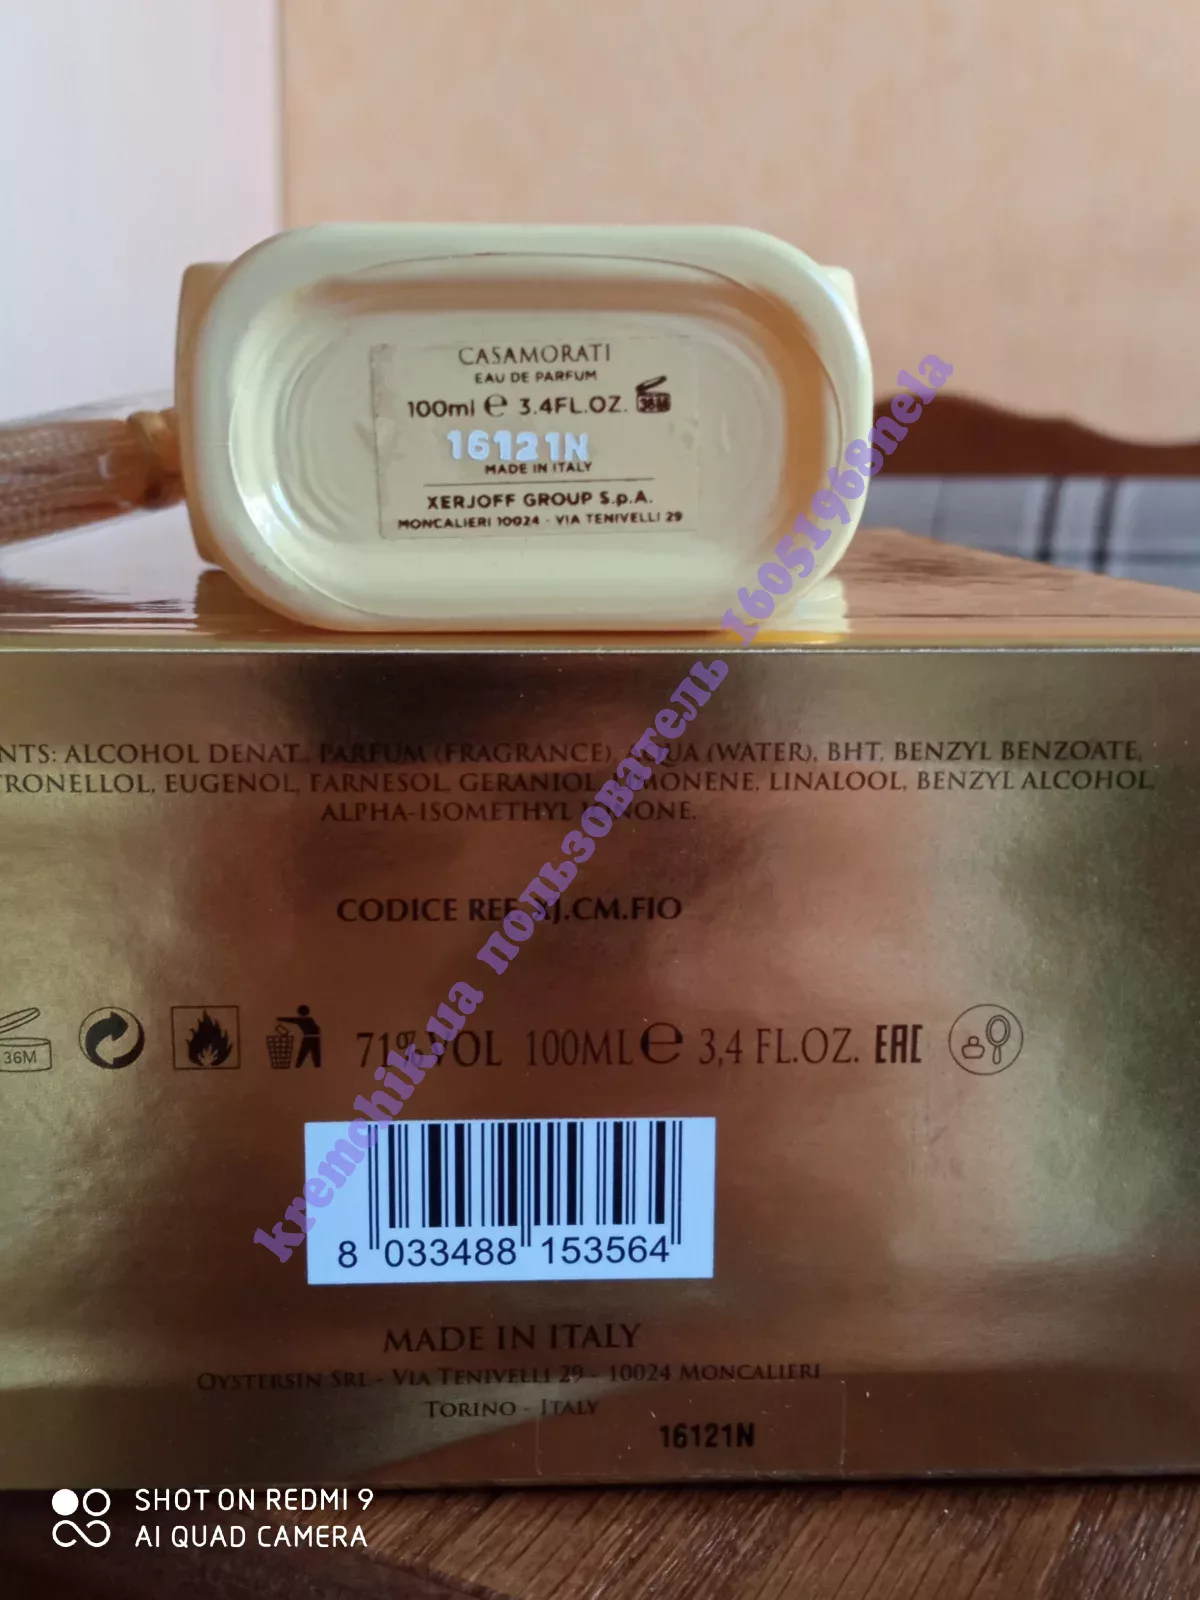 CASAMORATI
EAU DE PARFUM
100ml ℮ 3.4FL.OZ. 36M
16121N
MADE IN ITALY
XERJOFF GROUP S.p.A.
MONCALIERI 10024 - VIA TENIVELLI 29
NTS: ALCOHOL DENAT., PARFUM (FRAGRANCE), AQUA (WATER), BHT, BENZYL BENZOATE,
TRONELLOL, EUGENOL, FARNESOL, GERANIOL, LIMONENE, LINALOOL, BENZYL ALCOHOL,
ALPHA-ISOMETHYL IONONE.
CODICE REF. XJ.CM.FIO
36M 71% VOL 100ML ℮ 3,4 FL.OZ. EAC
8 033488 153564
MADE IN ITALY
OYSTERSIN SRL - VIA TENIVELLI 29 - 10024 MONCALIERI
TORINO - ITALY
16121N
kremchik.ua пользователь 16051968nela
SHOT ON REDMI 9
AI QUAD CAMERA